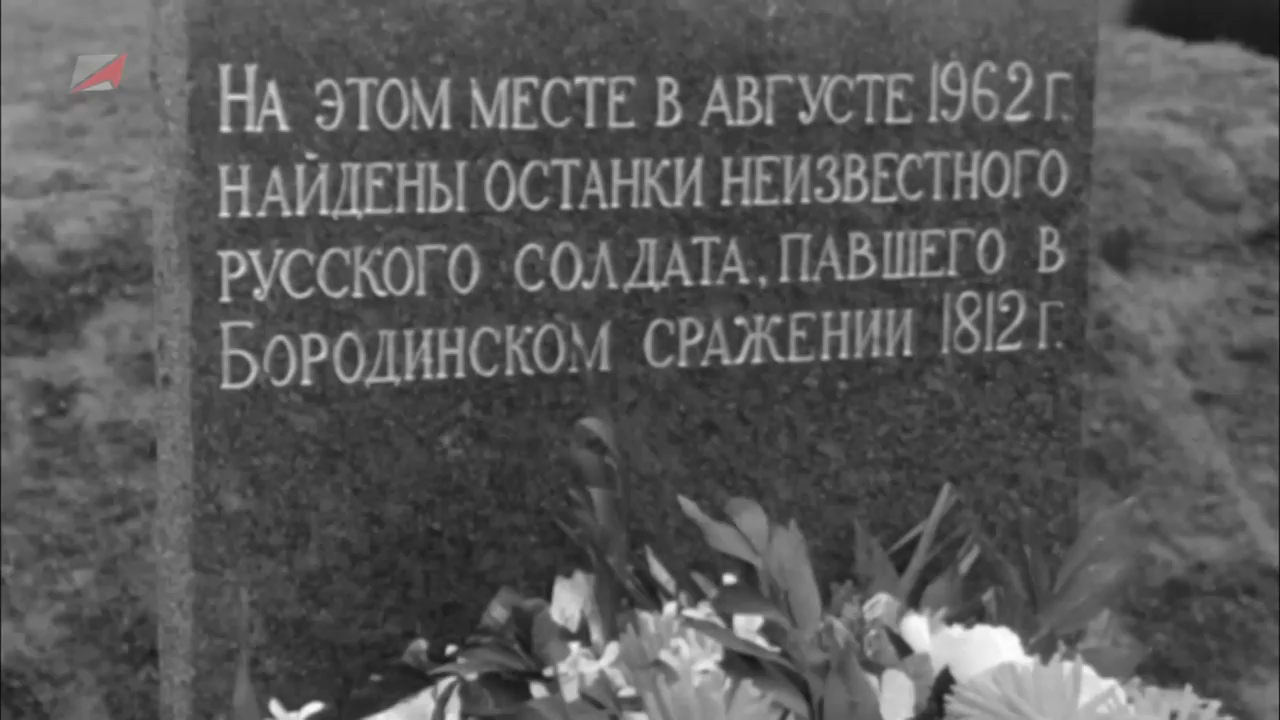 На этом месте в августе 1962 г.
найдены останки неизвестного
русского солдата, павшего в
Бородинском сражении 1812 г.